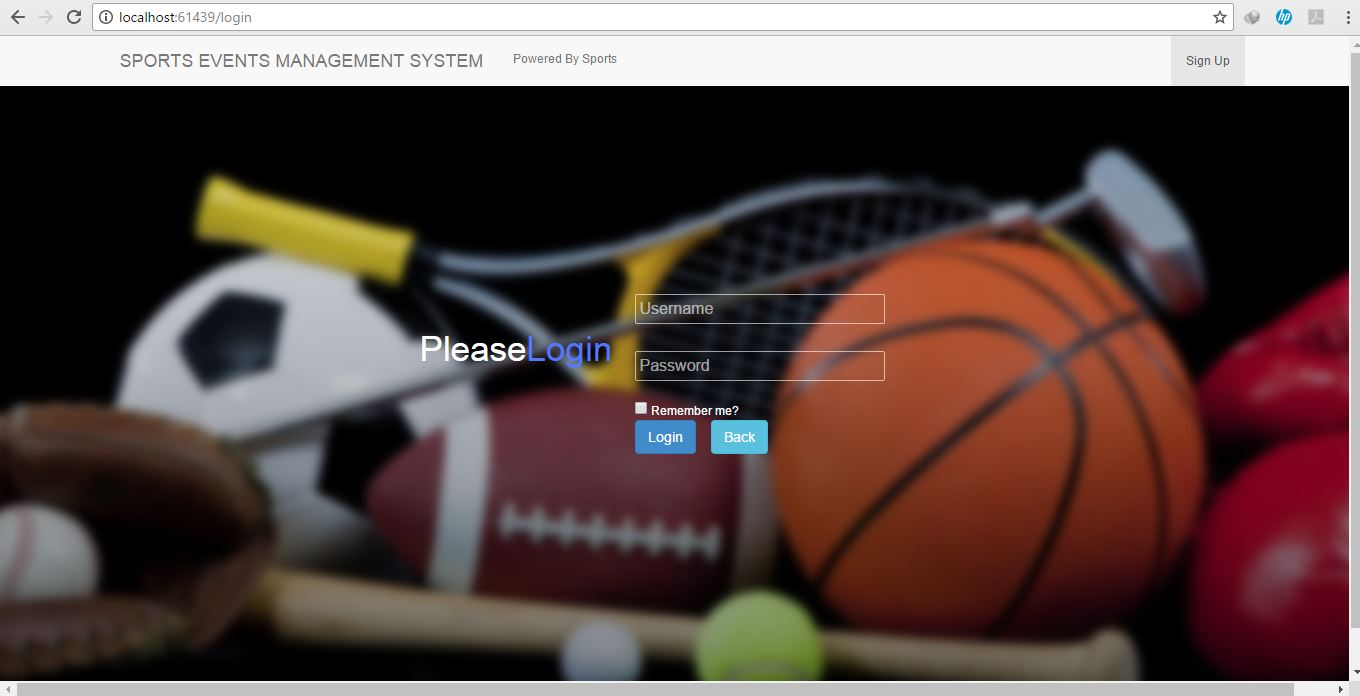 localhost:61439/login
SPORTS EVENTS MANAGEMENT SYSTEM
Powered By Sports
Sign Up
PleaseLogin
Username
Password
Remember me?
Login
Back
hp